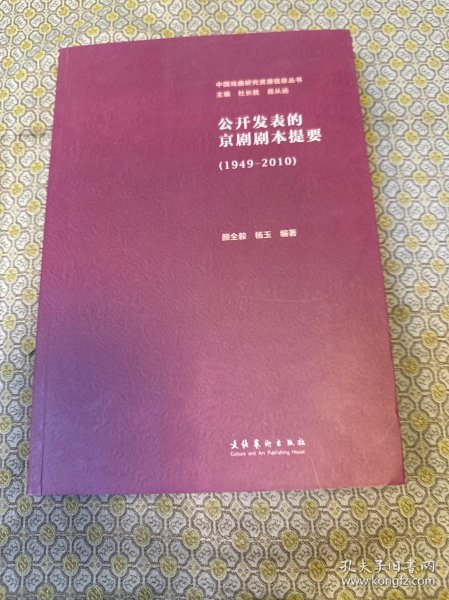 中国戏曲研究资源信息丛书
主编 杜长胜 岳永远
公开发表的
京剧剧本提要
(1949-2010)
颜全毅 杨玉 编著
文化艺术出版社
Culture and Art Publishing House
孔夫子旧书网
www.kongfz.com